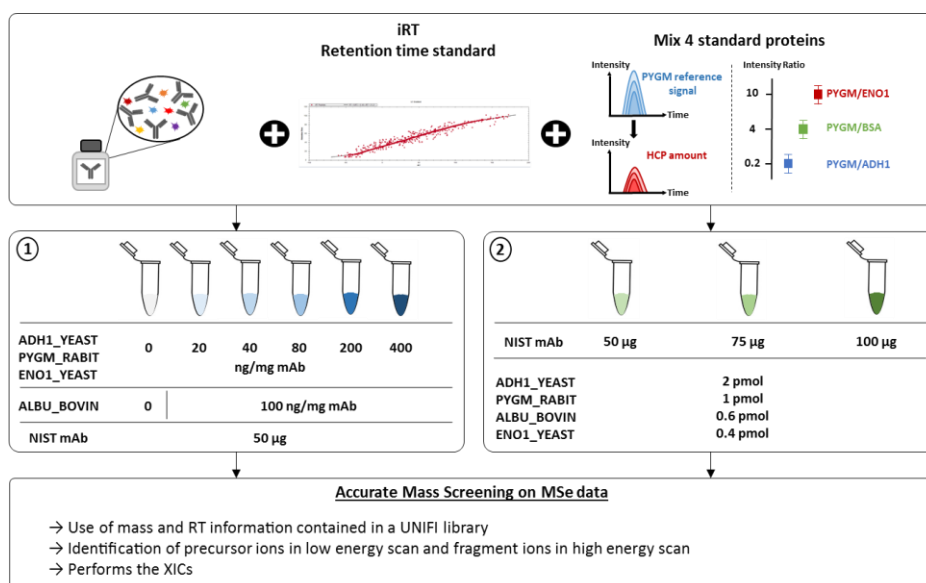 iRT
Retention time standard
Mix 4 standard proteins
Intensity
PYGM reference
signal
Time
Intensity
HCP amount
Time
Intensity Ratio
10
PYGM/ENO1
4
PYGM/BSA
0.2
PYGM/ADH1
1
ADH1_YEAST
PYGM_RABIT
ENO1_YEAST
0 20 40 80 200 400
ng/mg mAb
ALBU_BOVIN 0 100 ng/mg mAb
NIST mAb 50 µg
2
NIST mAb 50 µg 75 µg 100 µg
ADH1_YEAST 2 pmol
PYGM_RABIT 1 pmol
ALBU_BOVIN 0.6 pmol
ENO1_YEAST 0.4 pmol
Accurate Mass Screening on MSe data
→ Use of mass and RT information contained in a UNIFI library
→ Identification of precursor ions in low energy scan and fragment ions in high energy scan
→ Performs the XICs